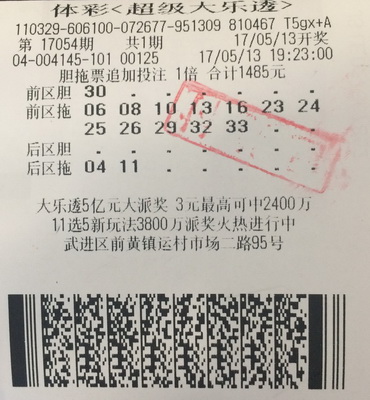 体彩<超级大乐透>
110329-606100-072677-951309 810467 T5gx+A
第 17054期 共1期 17/05/13开奖
04-004145-101 00125 17/05/13 19:23:00
胆拖票追加投注 1倍 合计1485元
前区胆 30
前区拖 06 08 10 13 16 23 24
25 26 29 32 33
后区胆
后区拖 04 11
大乐透5亿元大派奖 3元最高可中2400万
11选5新玩法3800万派奖火热进行中
武进区前黄镇运村市场二路95号